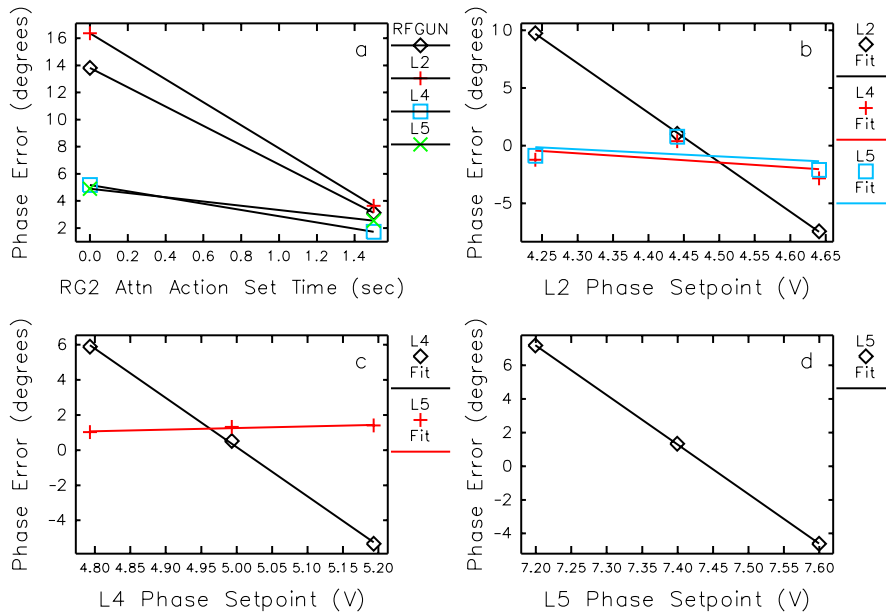 a
RFGUN
L2
L4
L5
Phase Error (degrees)
16
14
12
10
8
6
4
2
0.0 0.2 0.4 0.6 0.8 1.0 1.2 1.4
RG2 Attn Action Set Time (sec)
b
L2
Fit
L4
Fit
L5
Fit
Phase Error (degrees)
10
5
0
-5
4.25 4.30 4.35 4.40 4.45 4.50 4.55 4.60 4.65
L2 Phase Setpoint (V)
c
L4
Fit
L5
Fit
Phase Error (degrees)
6
4
2
0
-2
-4
4.80 4.85 4.90 4.95 5.00 5.05 5.10 5.15 5.20
L4 Phase Setpoint (V)
d
L5
Fit
Phase Error (degrees)
6
4
2
0
-2
-4
7.20 7.25 7.30 7.35 7.40 7.45 7.50 7.55 7.60
L5 Phase Setpoint (V)